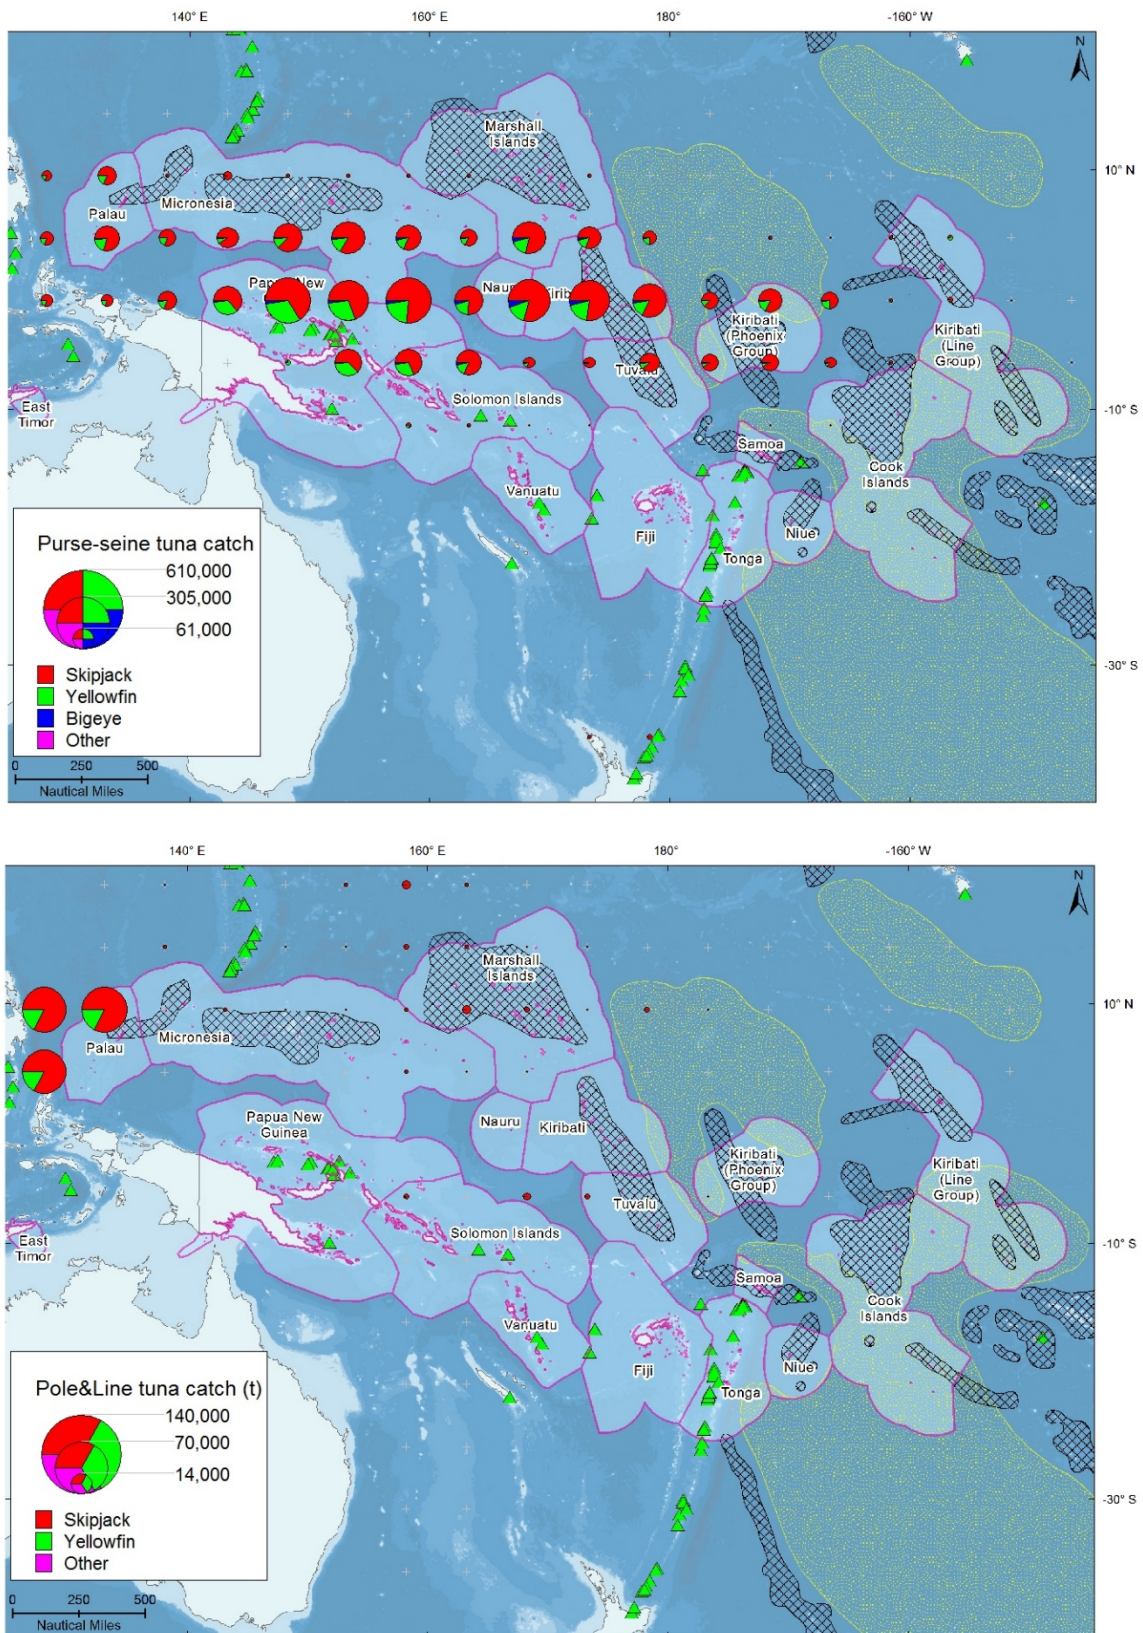 140° E 160° E 180° -160° W
N
Marshall
Islands
10° N
Palau
Micronesia
Papua New
Nauru
Kiribati
Kiribati
(Phoenix
Group)
Kiribati
(Line
Group)
Tuvalu
Solomon Islands
East
Timor
-10° S
Samoa
Cook
Islands
Vanuatu
Fiji
Tonga
Niue
Purse-seine tuna catch
610,000
305,000
61,000
Skipjack
Yellowfin
Bigeye
Other
0 250 500
Nautical Miles
-30° S
140° E 160° E 180° -160° W
N
Marshall
Islands
10° N
Palau
Micronesia
Papua New
Guinea
Nauru
Kiribati
Kiribati
(Phoenix
Group)
Kiribati
(Line
Group)
Tuvalu
Solomon Islands
East
Timor
-10° S
Samoa
Cook
Islands
Vanuatu
Fiji
Tonga
Niue
Pole&Line tuna catch (t)
140,000
70,000
14,000
Skipjack
Yellowfin
Other
0 250 500
Nautical Miles
-30° S